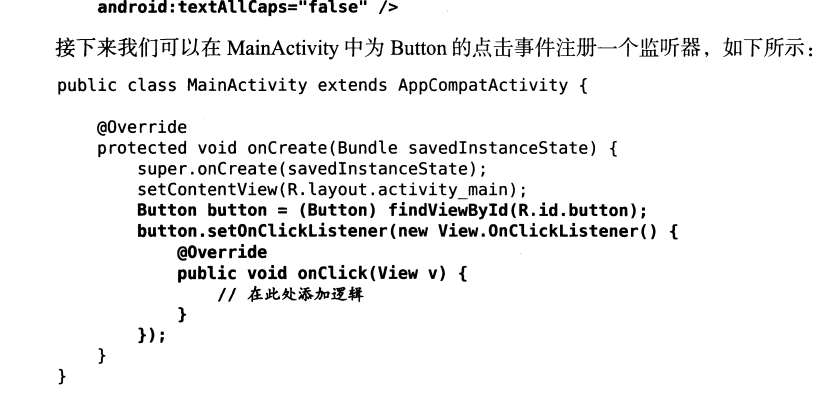 android:textAllCaps="false" />
接下来我们可以在 MainActivity 中为 Button 的点击事件注册一个监听器，如下所示：
public class MainActivity extends AppCompatActivity {
@Override
protected void onCreate(Bundle savedInstanceState) {
super.onCreate(savedInstanceState);
setContentView(R.layout.activity_main);
Button button = (Button) findViewById(R.id.button);
button.setOnClickListener(new View.OnClickListener() {
@Override
public void onClick(View v) {
// 在此处添加逻辑
}
});
}
}